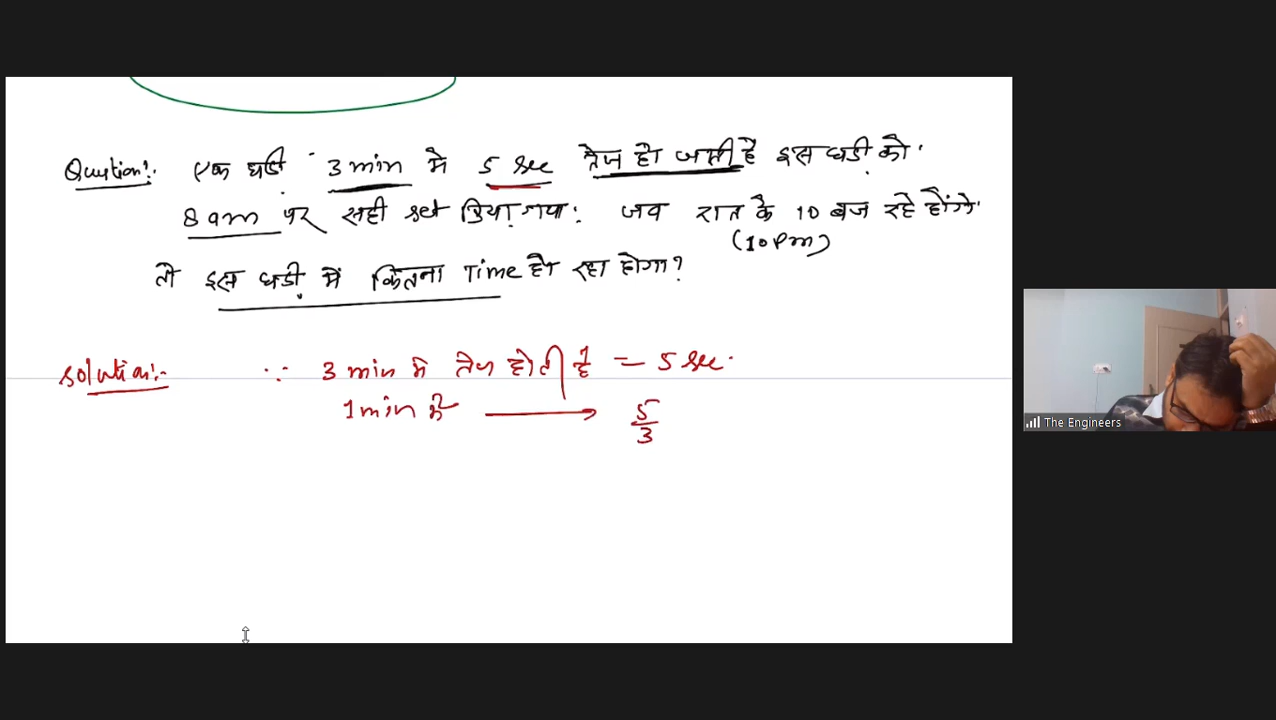 Qustion:- एक घडी 3 min मे 5 sec तेज हो जाती है इस घडी को
8 am पर सही set किया गया: जब रात के 10 बज रहे होंगे
(10 Pm)
तो इस घडी में कितना Time हो रहा होगा?
Solution:- ∵ 3 min में तेज होती है = 5 sec.
1 min में → 5/3
The Engineers